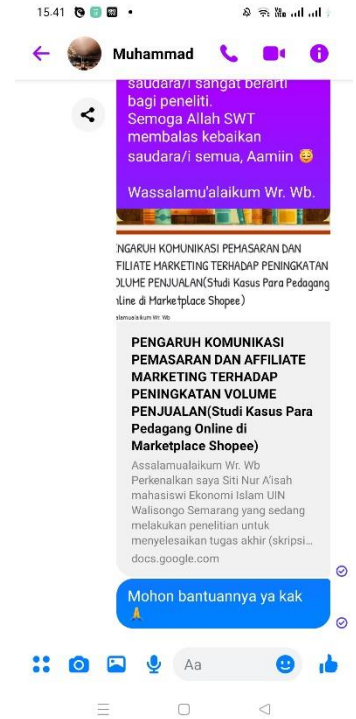 15.41
Muhammad
saudara/i sangat berarti
bagi peneliti.
Semoga Allah SWT
membalas kebaikan
saudara/i semua, Aamiin
Wassalamu'alaikum Wr. Wb.
NGARUH KOMUNIKASI PEMASARAN DAN
FILIATE MARKETING TERHADAP PENINGKATAN
OLUME PENJUALAN(Studi Kasus Para Pedagang
nline di Marketplace Shopee)
alamualaikum Wr. Wb
PENGARUH KOMUNIKASI
PEMASARAN DAN AFFILIATE
MARKETING TERHADAP
PENINGKATAN VOLUME
PENJUALAN(Studi Kasus Para
Pedagang Online di
Marketplace Shopee)
Assalamualaikum Wr. Wb
Perkenalkan saya Siti Nur A'isah
mahasiswi Ekonomi Islam UIN
Walisongo Semarang yang sedang
melakukan penelitian untuk
menyelesaikan tugas akhir (skripsi...
docs.google.com
Mohon bantuannya ya kak
Aa